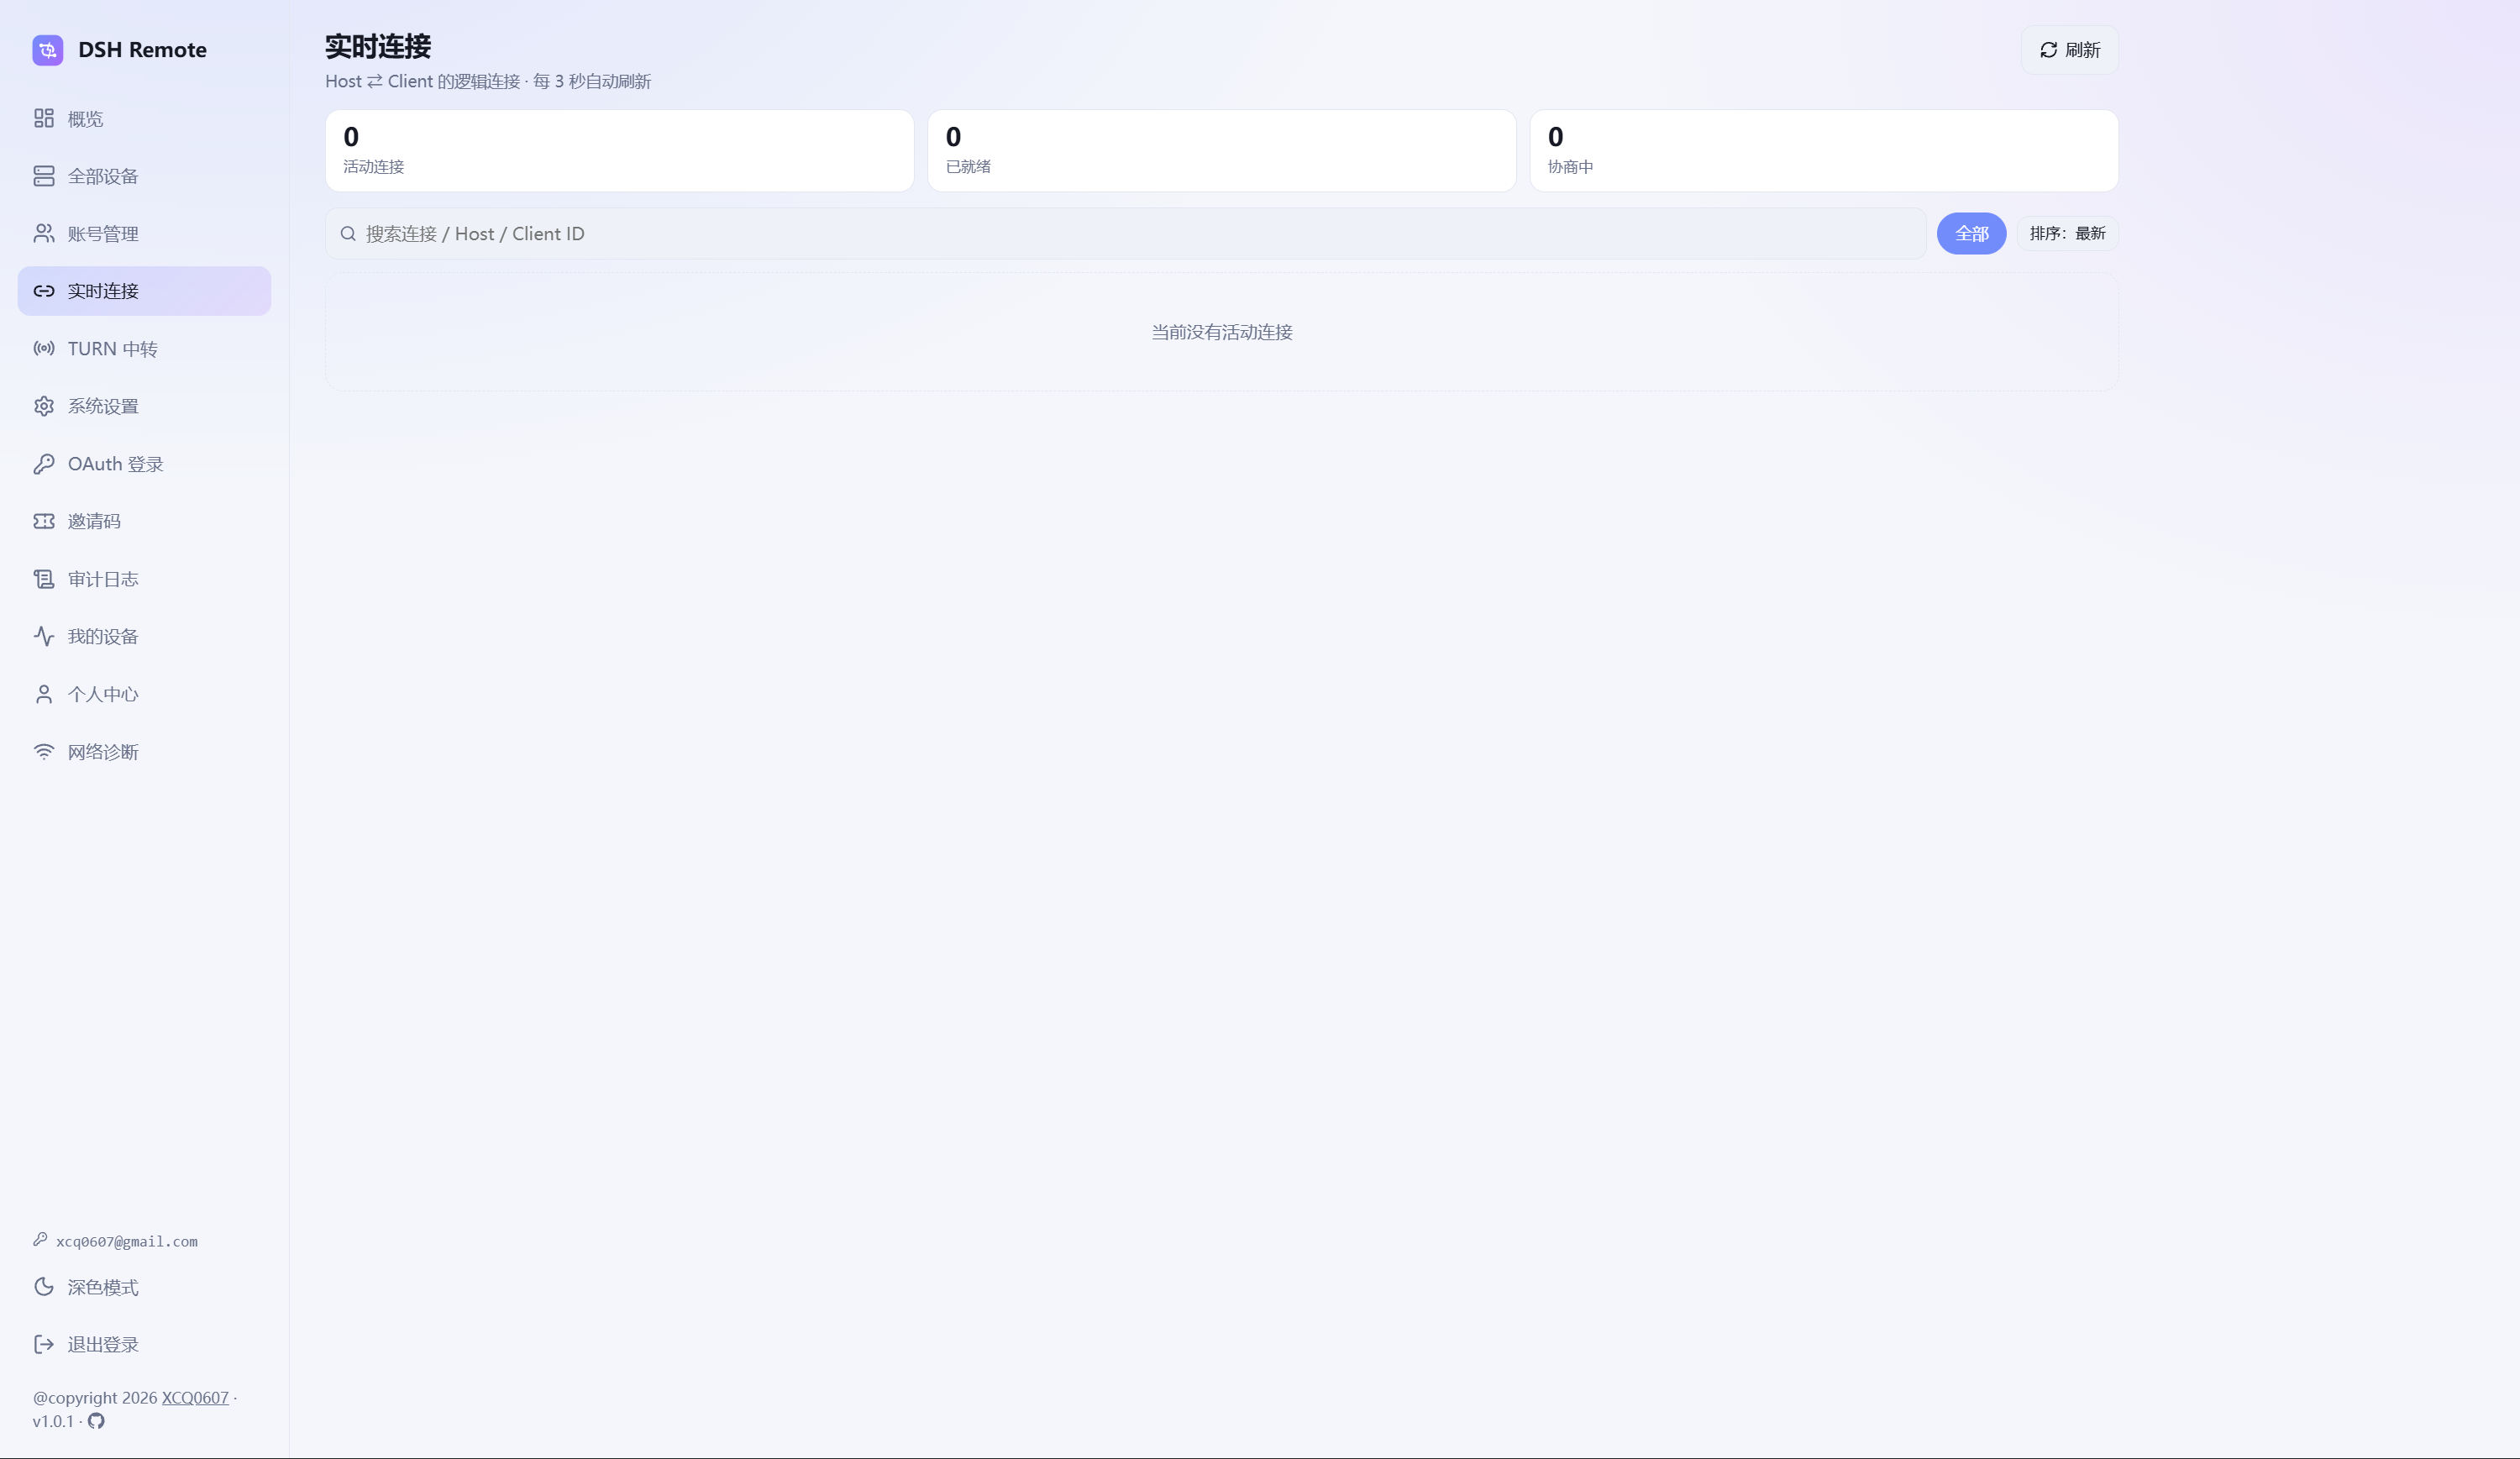 DSH Remote
概览
全部设备
账号管理
实时连接
TURN 中转
系统设置
OAuth 登录
邀请码
审计日志
我的设备
个人中心
网络诊断
xcq0607@gmail.com
深色模式
退出登录
@copyright 2026 XCQ0607 ·
v1.0.1 ·
实时连接
Host ⇄ Client 的逻辑连接 · 每 3 秒自动刷新
刷新
0
活动连接
0
已就绪
0
协商中
搜索连接 / Host / Client ID
全部
排序：最新
当前没有活动连接